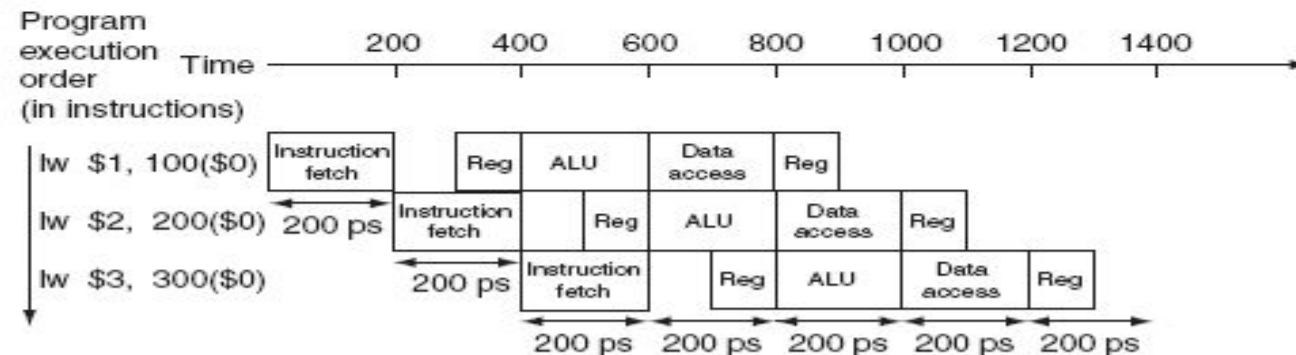 Program
execution
order
(in instructions)
Time
200 400 600 800 1000 1200 1400
lw $1, 100($0)
Instruction
fetch
Reg
ALU
Data
access
Reg
lw $2, 200($0)
200 ps
Instruction
fetch
Reg
ALU
Data
access
Reg
lw $3, 300($0)
200 ps
Instruction
fetch
Reg
ALU
Data
access
Reg
200 ps 200 ps 200 ps 200 ps 200 ps